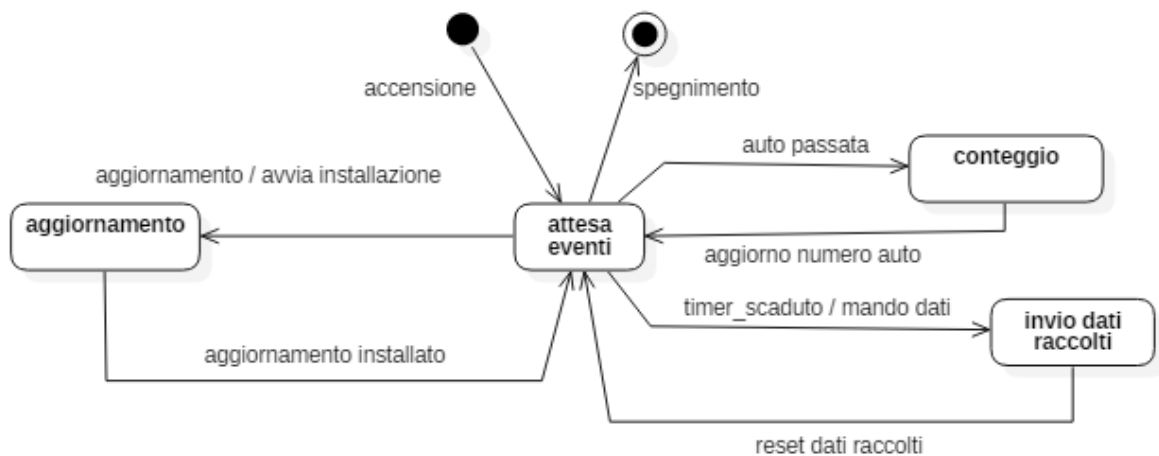 accensione
spegnimento
auto passata
conteggio
aggiornamento / avvia installazione
aggiornamento
attesa
eventi
aggiorno numero auto
timer_scaduto / mando dati
invio dati
raccolti
aggiornamento installato
reset dati raccolti